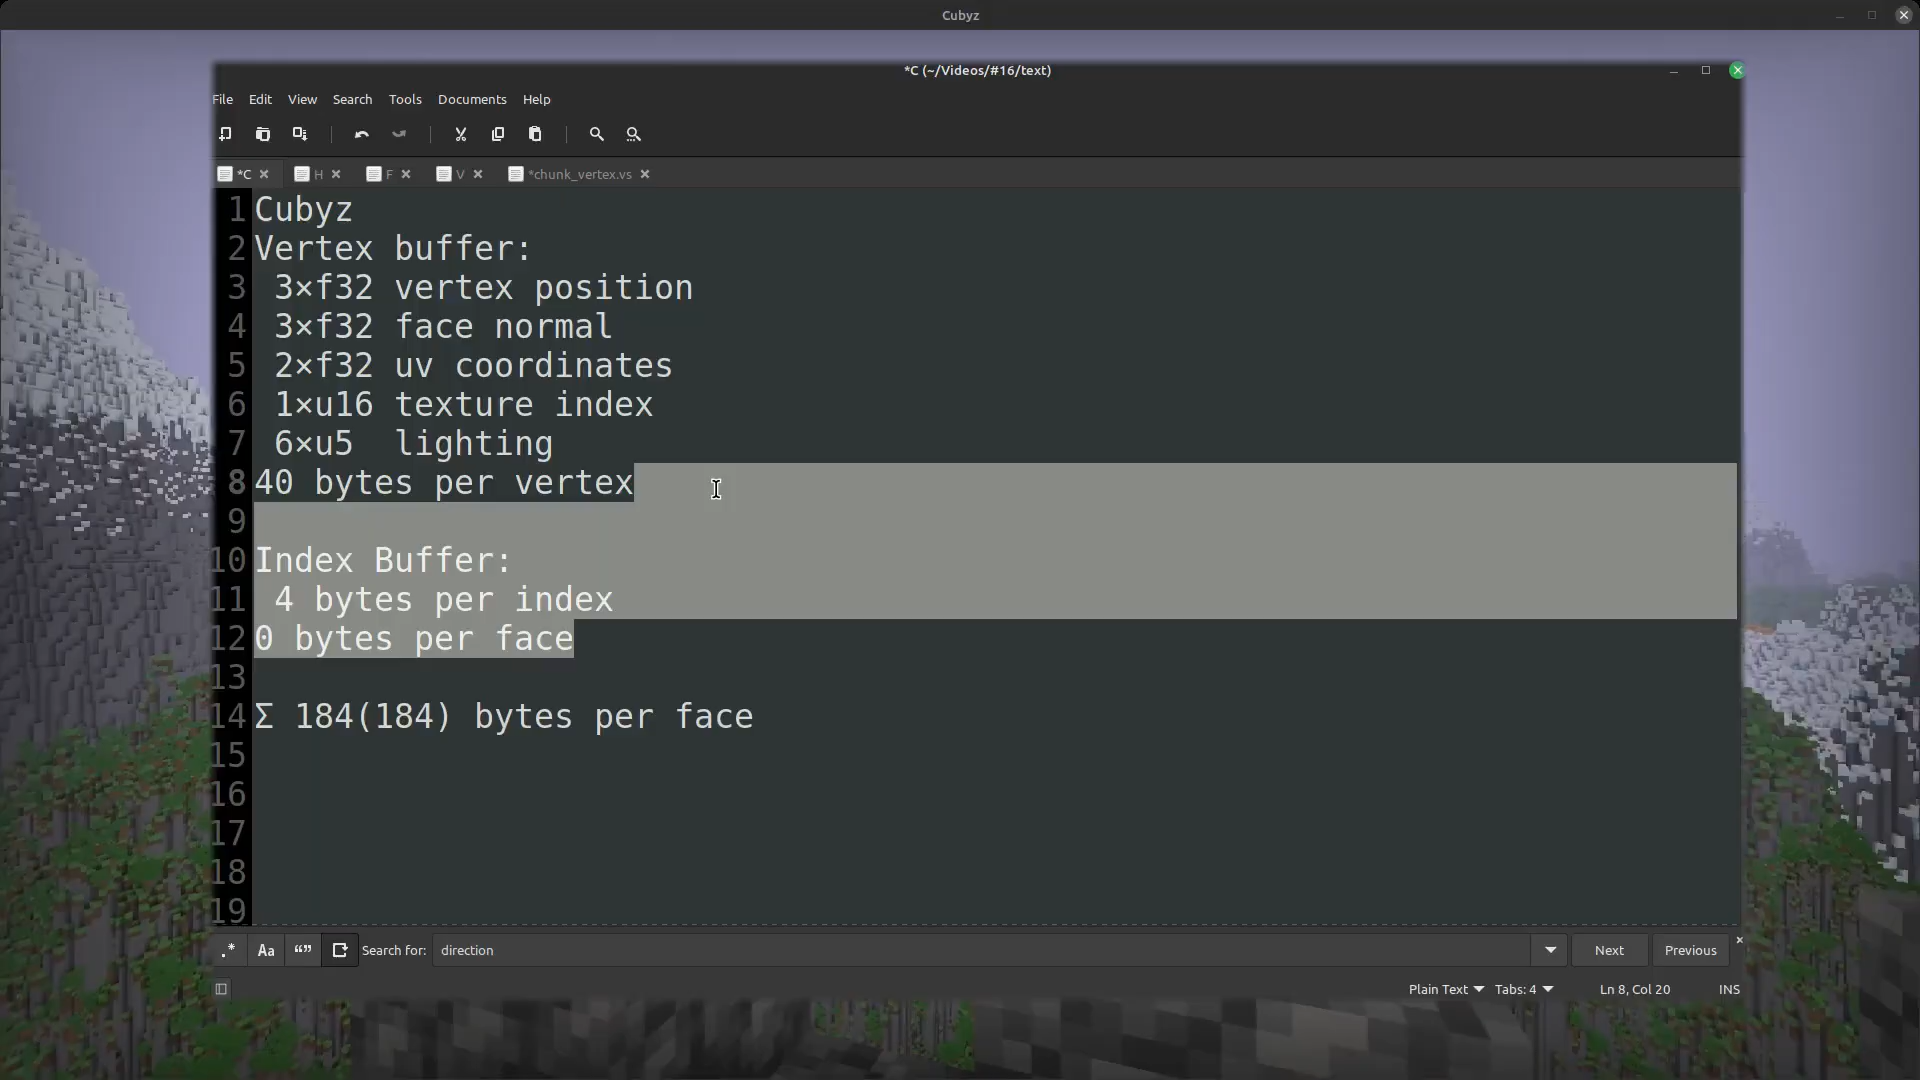 Cubyz
*C (~/Videos/#16/text)
File Edit View Search Tools Documents Help
*C H F V *chunk_vertex.vs
1 Cubyz
2 Vertex buffer:
3 3×f32 vertex position
4 3×f32 face normal
5 2×f32 uv coordinates
6 1×u16 texture index
7 6×u5 lighting
8 40 bytes per vertex
9
10 Index Buffer:
11 4 bytes per index
12 0 bytes per face
13
14 Σ 184(184) bytes per face
15
16
17
18
19
.* Aa “” Search for: direction Next Previous
Plain Text Tabs: 4 Ln 8, Col 20 INS